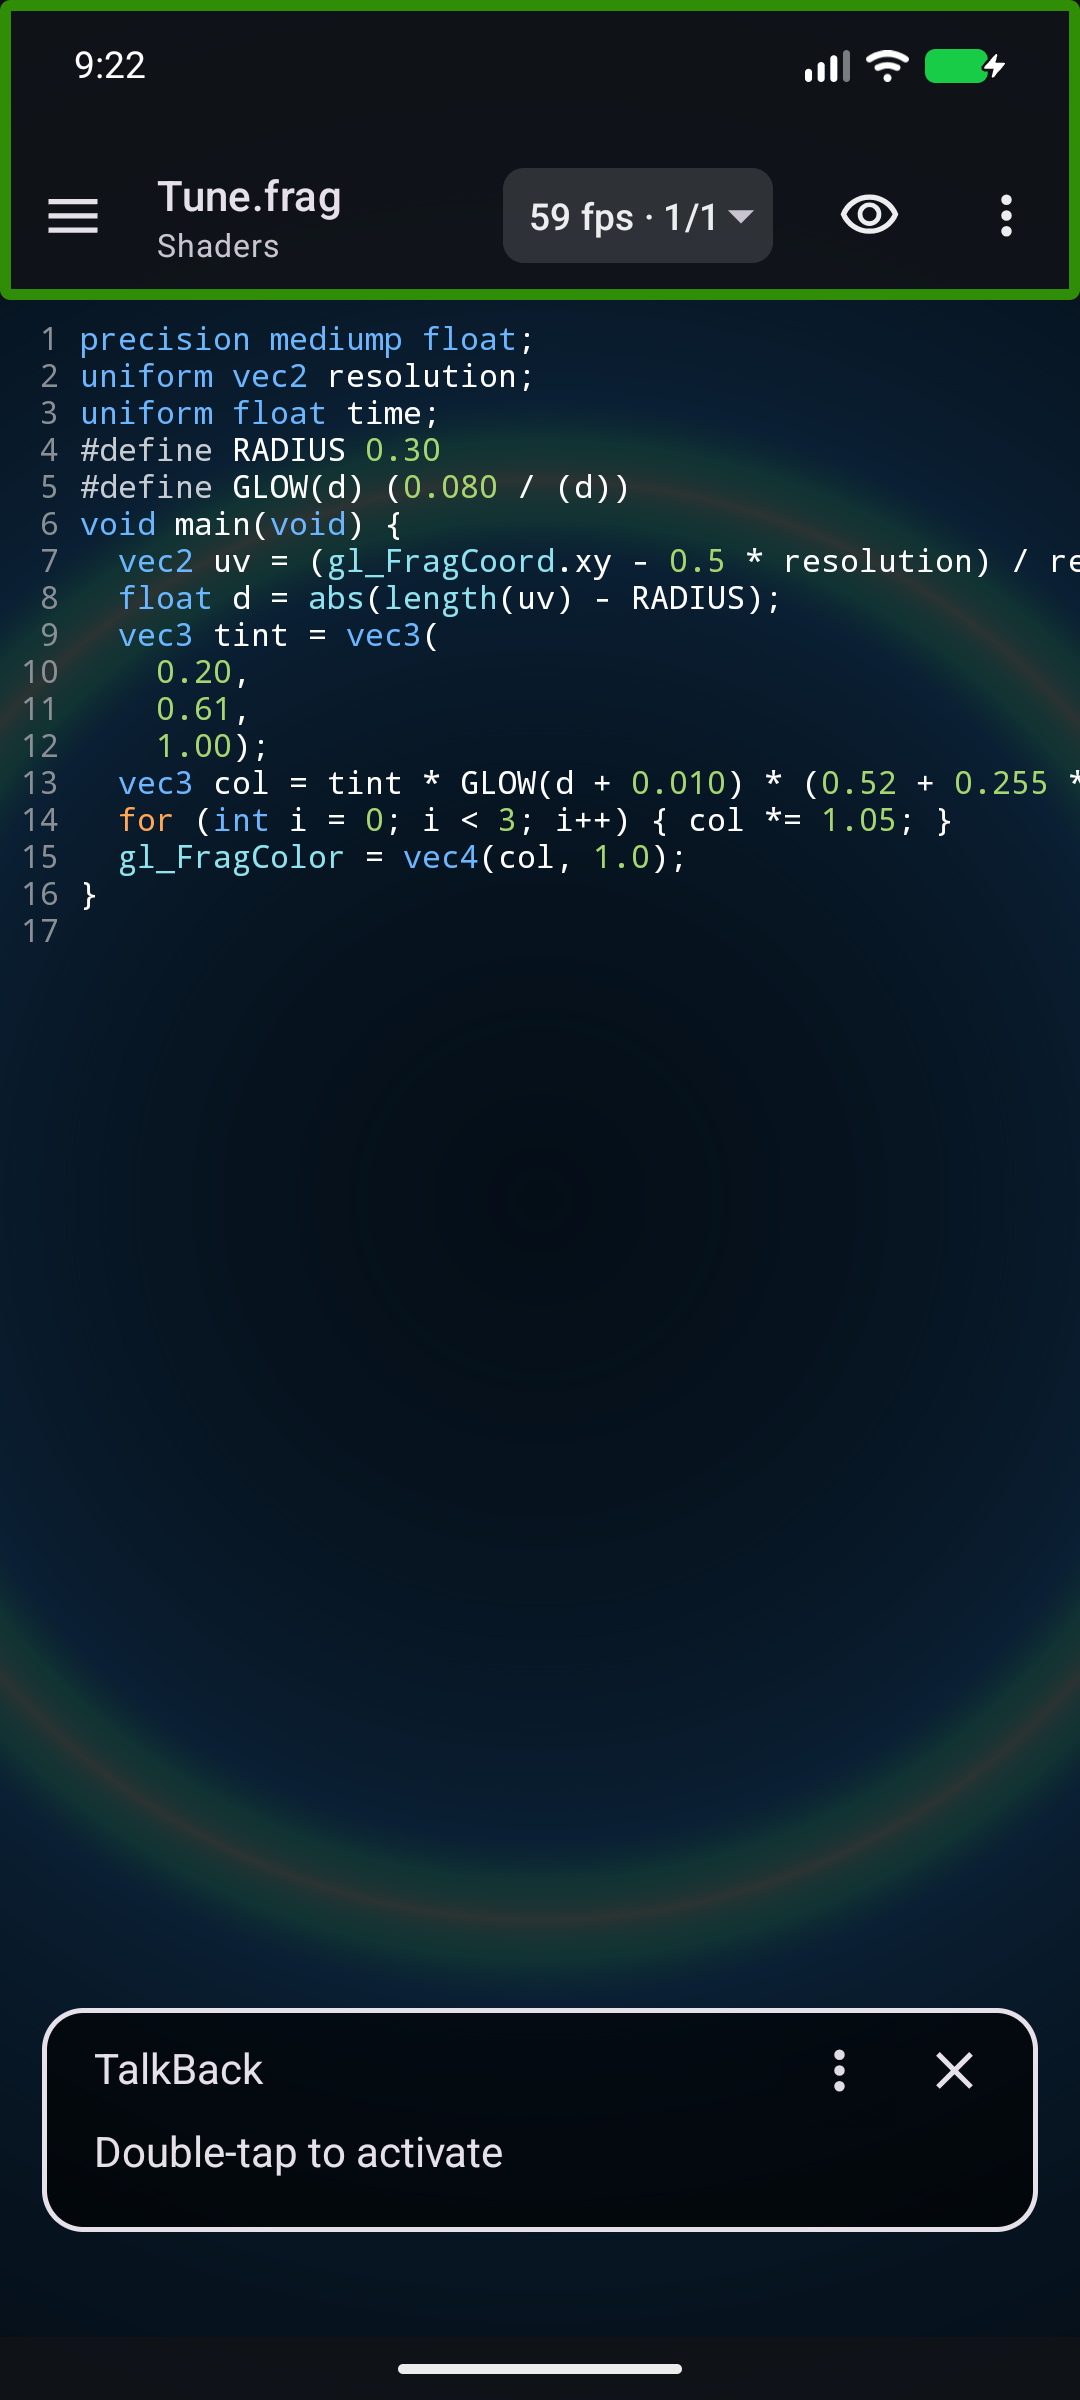 9:22
Tune.frag
Shaders
59 fps · 1/1
1 precision mediump float;
2 uniform vec2 resolution;
3 uniform float time;
4 #define RADIUS 0.30
5 #define GLOW(d) (0.080 / (d))
6 void main(void) {
7   vec2 uv = (gl_FragCoord.xy - 0.5 * resolution) / re
8   float d = abs(length(uv) - RADIUS);
9   vec3 tint = vec3(
10     0.20,
11     0.61,
12     1.00);
13   vec3 col = tint * GLOW(d + 0.010) * (0.52 + 0.255 *
14   for (int i = 0; i < 3; i++) { col *= 1.05; }
15   gl_FragColor = vec4(col, 1.0);
16 }
17
TalkBack
Double-tap to activate